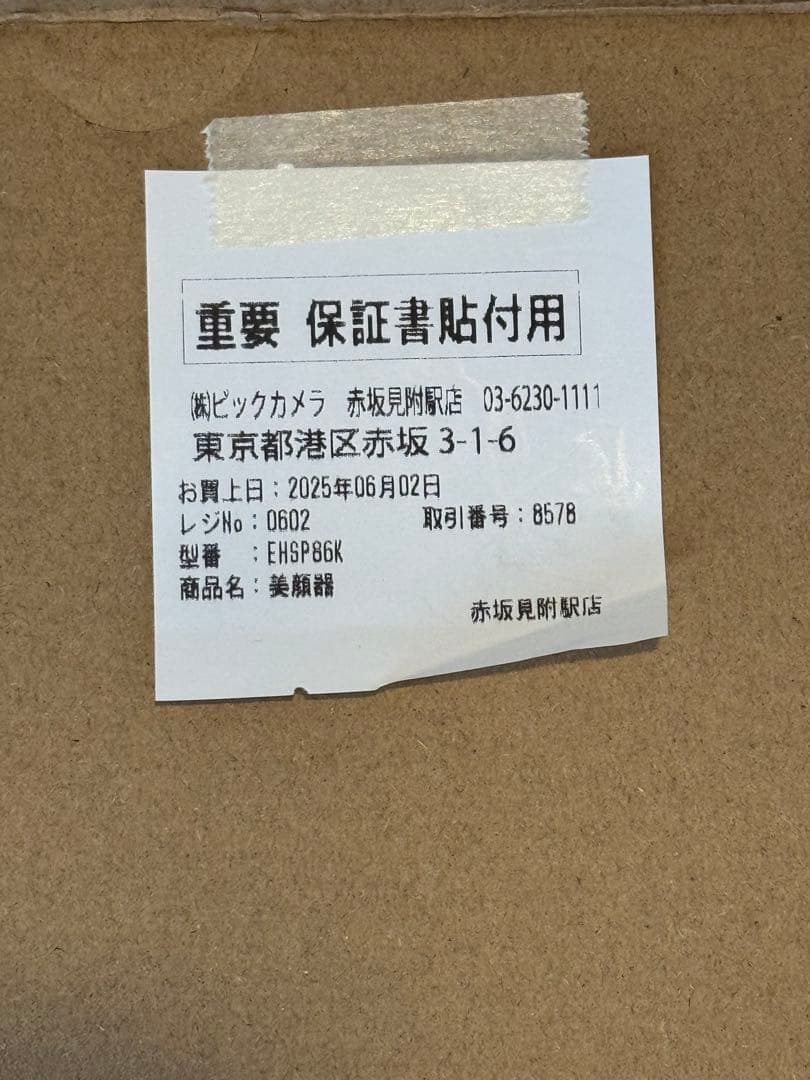 重要 保証書貼付用
㈱ビックカメラ 赤坂見附駅店 03-6230-1111
東京都港区赤坂 3-1-6
お買上日：2025年06月02日
レジNo：0602 取引番号：8578
型番 ：EHSP86K
商品名：美顔器
赤坂見附駅店